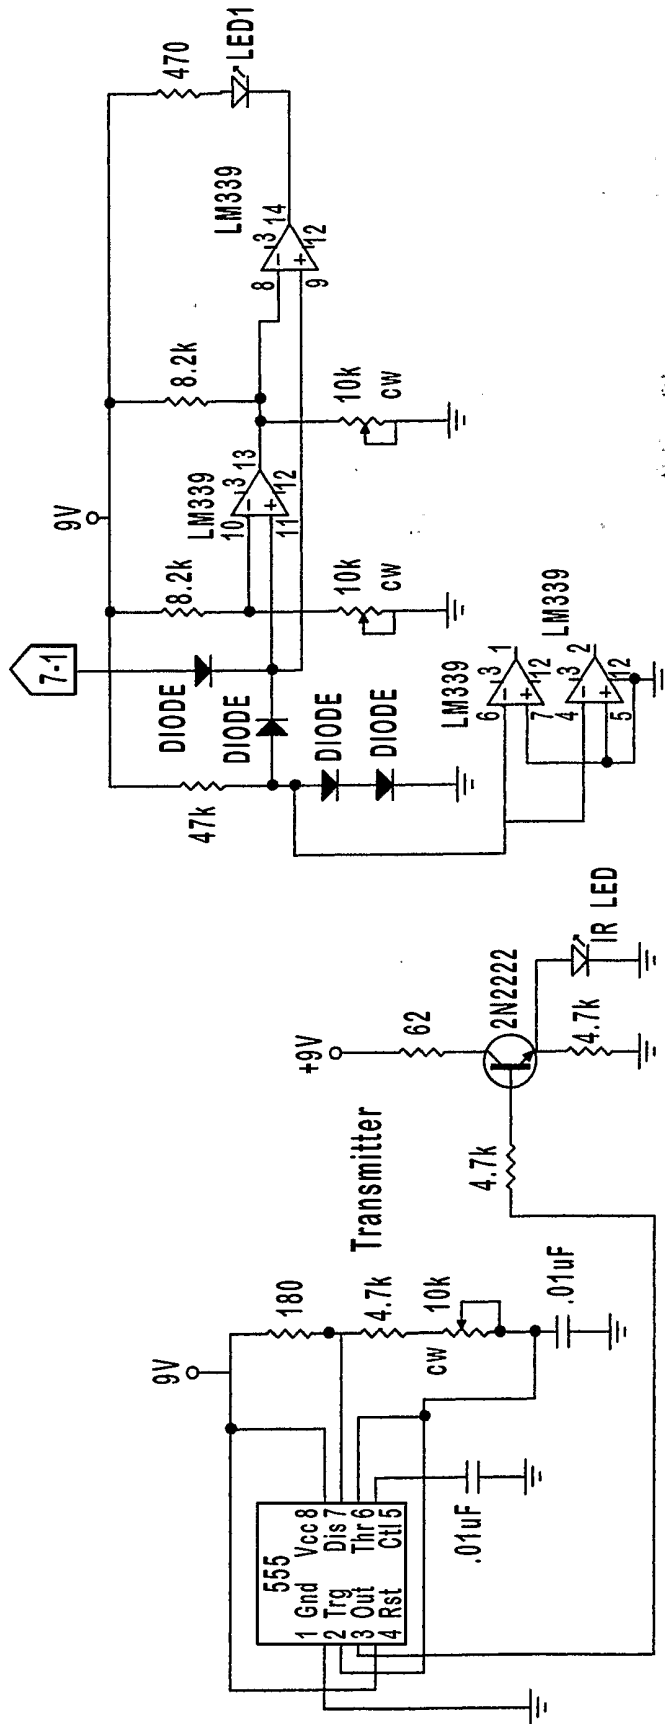 9V
555
1 Gnd
2 Trg
3 Out
4 Rst
Vcc 8
Dis 7
Thr 6
Ctl 5
.01uF
180
4.7k
10k
cw
.01uF
Transmitter
+9V
62
4.7k
2N2222
4.7k
IR LED
7-1
9V
47k
DIODE
DIODE
DIODE
DIODE
8.2k
10k
cw
LM339
10
11
3
12
13
8.2k
10k
cw
LM339
8
9
3
12
14
470
LED1
LM339
6
7
3
12
1
LM339
4
5
3
12
2